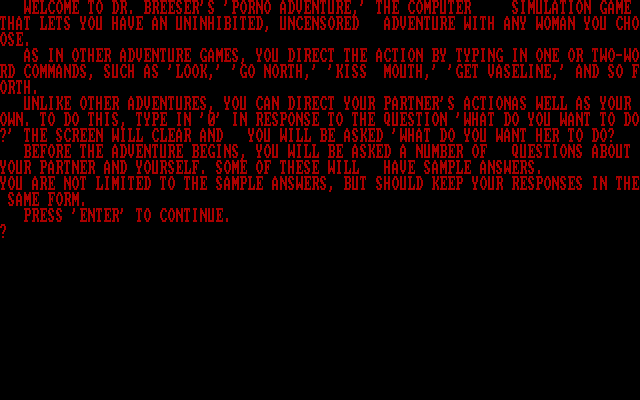 WELCOME TO DR. BREESER'S 'PORNO ADVENTURE,' THE COMPUTER SIMULATION GAME
THAT LETS YOU HAVE AN UNINHIBITED, UNCENSORED ADVENTURE WITH ANY WOMAN YOU CHO
OSE.
AS IN OTHER ADVENTURE GAMES, YOU DIRECT THE ACTION BY TYPING IN ONE OR TWO-WO
RD COMMANDS, SUCH AS 'LOOK,' 'GO NORTH,' 'KISS MOUTH,' 'GET VASELINE,' AND SO F
ORTH.
UNLIKE OTHER ADVENTURES, YOU CAN DIRECT YOUR PARTNER'S ACTIONAS WELL AS YOUR
OWN. TO DO THIS, TYPE IN 'Q' IN RESPONSE TO THE QUESTION 'WHAT DO YOU WANT TO DO
?' THE SCREEN WILL CLEAR AND YOU WILL BE ASKED 'WHAT DO YOU WANT HER TO DO?
BEFORE THE ADVENTURE BEGINS, YOU WILL BE ASKED A NUMBER OF QUESTIONS ABOUT
YOUR PARTNER AND YOURSELF. SOME OF THESE WILL HAVE SAMPLE ANSWERS.
YOU ARE NOT LIMITED TO THE SAMPLE ANSWERS, BUT SHOULD KEEP YOUR RESPONSES IN THE
SAME FORM.
PRESS 'ENTER' TO CONTINUE.
?